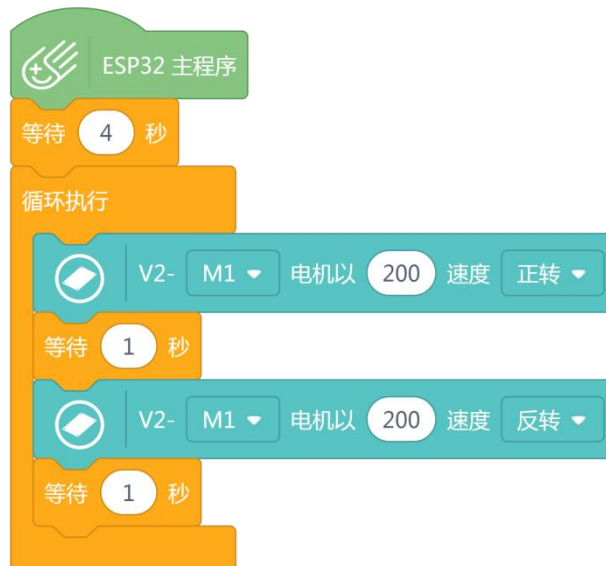 ESP32 主程序
等待 4 秒
循环执行
V2- M1 电机以 200 速度 正转
等待 1 秒
V2- M1 电机以 200 速度 反转
等待 1 秒